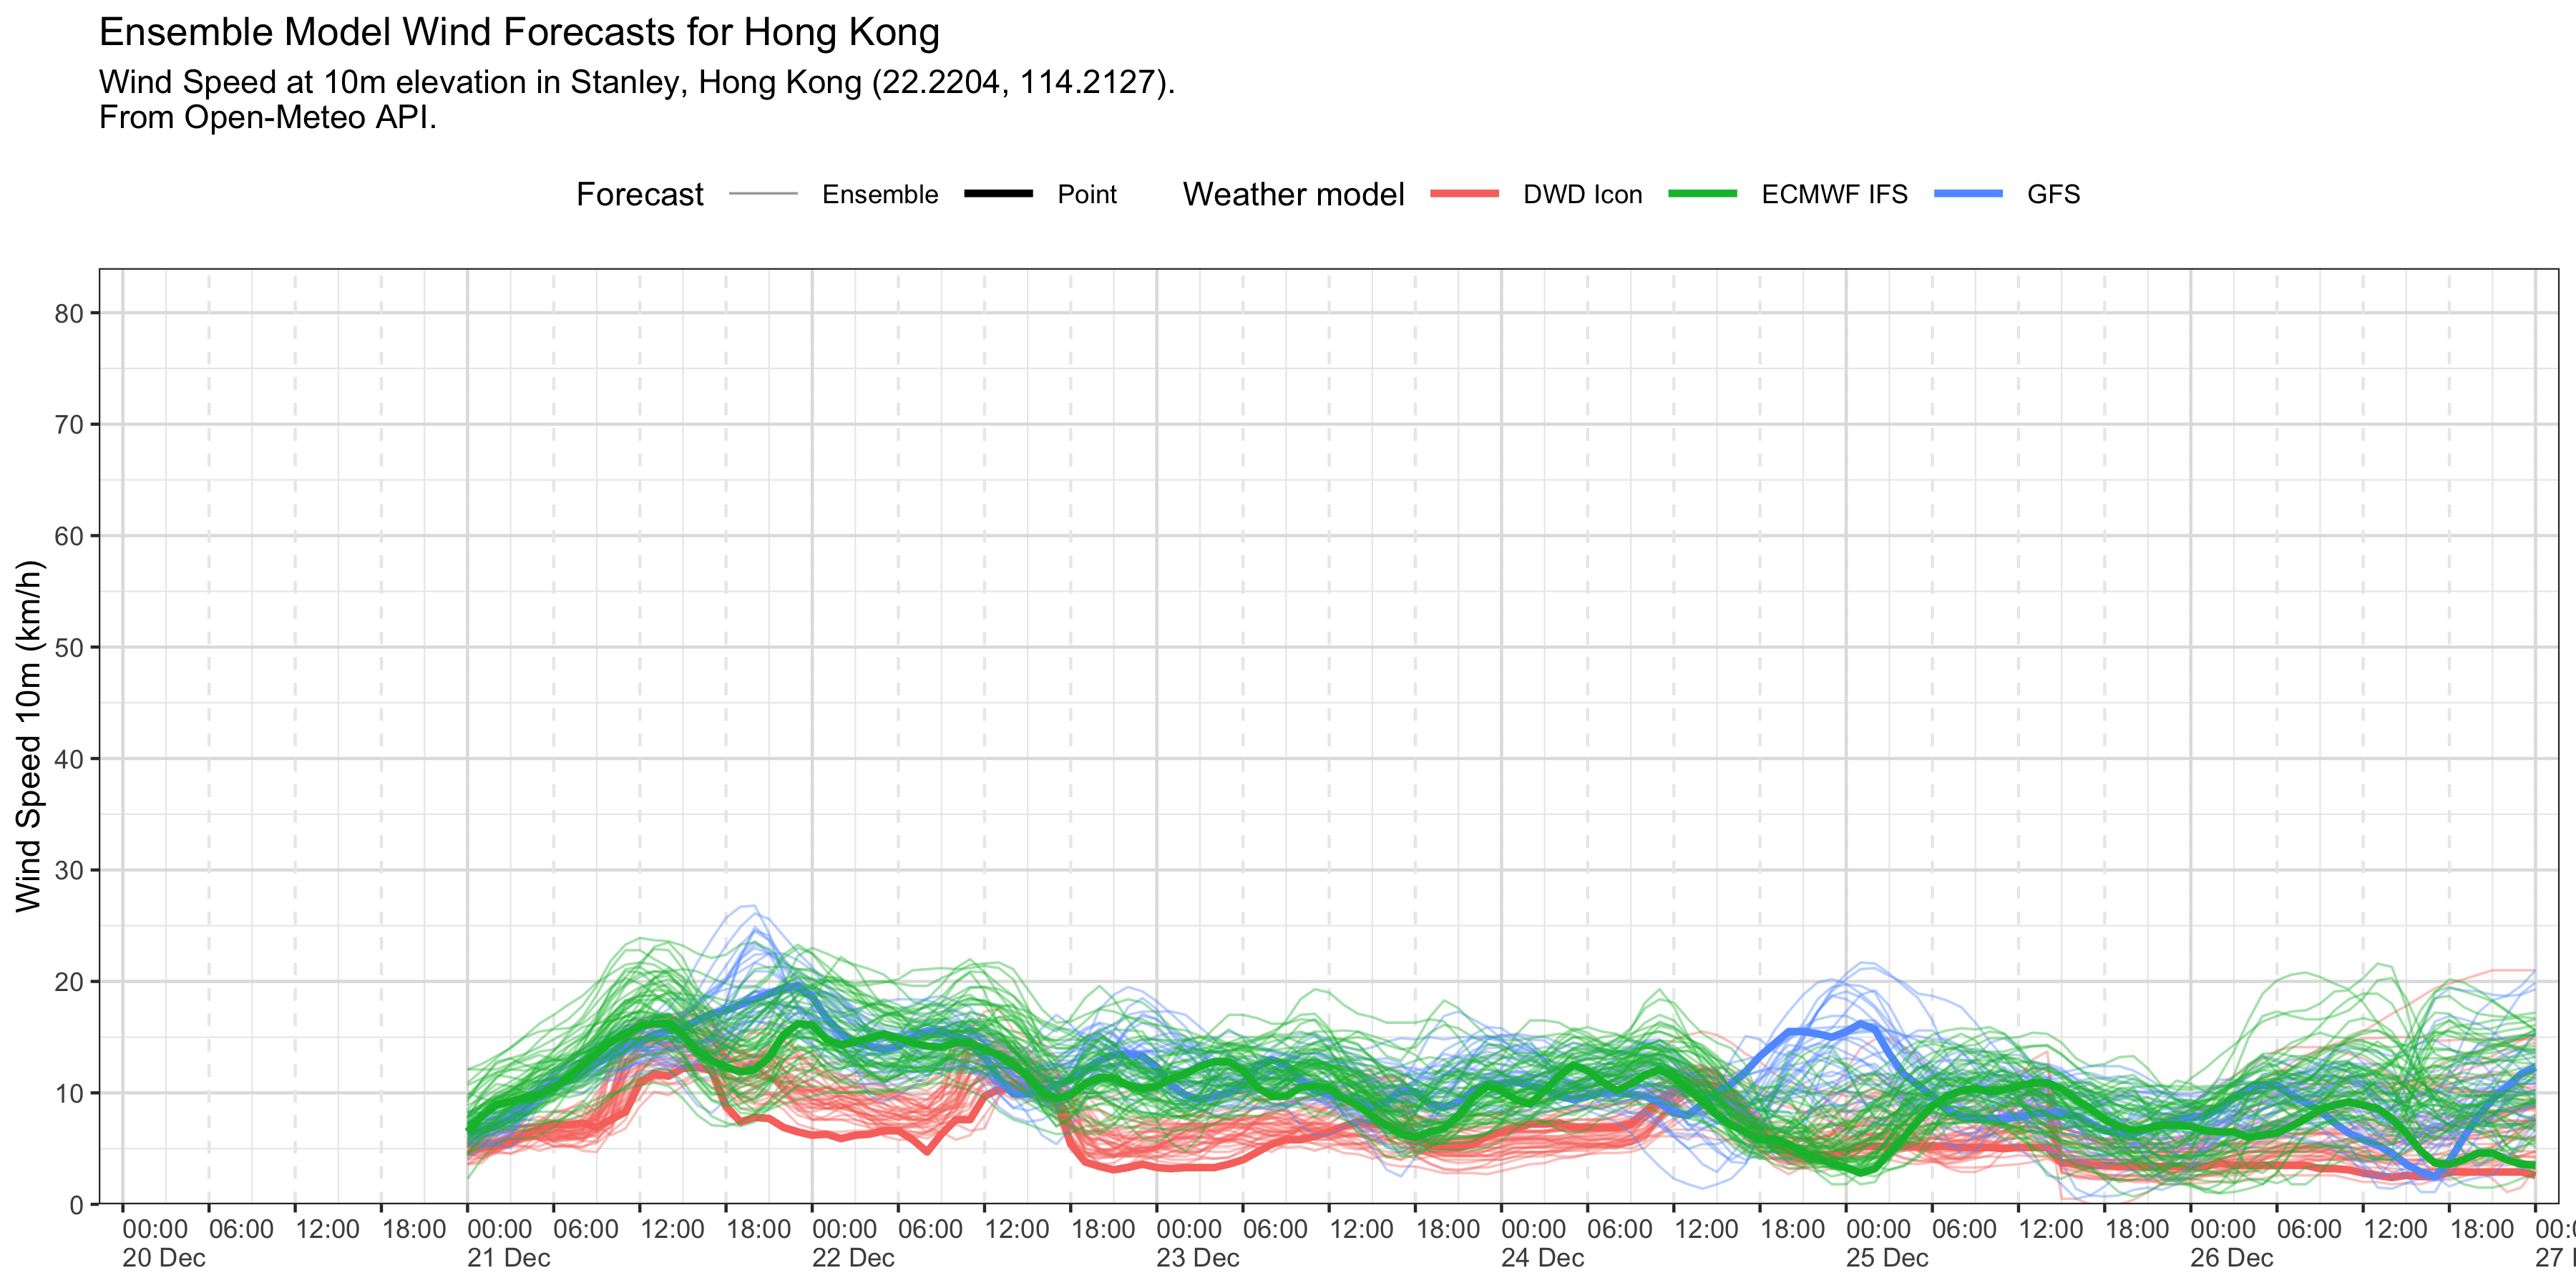 Ensemble Model Wind Forecasts for Hong Kong
Wind Speed at 10m elevation in Stanley, Hong Kong (22.2204, 114.2127).
From Open-Meteo API.
Forecast Ensemble Point Weather model DWD Icon ECMWF IFS GFS
Wind Speed 10m (km/h)
80
70
60
50
40
30
20
10
0
00:00 06:00 12:00 18:00 00:00 06:00 12:00 18:00 00:00 06:00 12:00 18:00 00:00 06:00 12:00 18:00 00:00 06:00 12:00 18:00 00:00 06:00 12:00 18:00 00:00 06:00 12:00 18:00
20 Dec 21 Dec 22 Dec 23 Dec 24 Dec 25 Dec 26 Dec 27